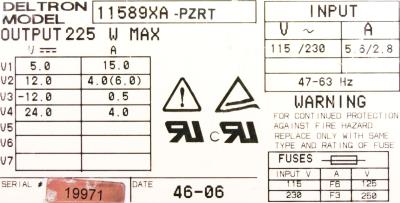 DELTRON
MODEL 11589XA -PZRT
OUTPUT 225 W MAX
V A
V1 5.0 15.0
V2 12.0 4.0(6.0)
V3 -12.0 0.5
V4 24.0 4.0
V5
V6
V7
SERIAL # 19971 DATE 46-06
INPUT
V ~ A
115/230 5.6/2.8
47-63 Hz
WARNING
FOR CONTINUED PROTECTION
AGAINST FIRE HAZARD
REPLACE ONLY WITH SAME
TYPE AND RATING OF FUSE
FUSES
INPUT V A V
115 F6 125
230 F3 250